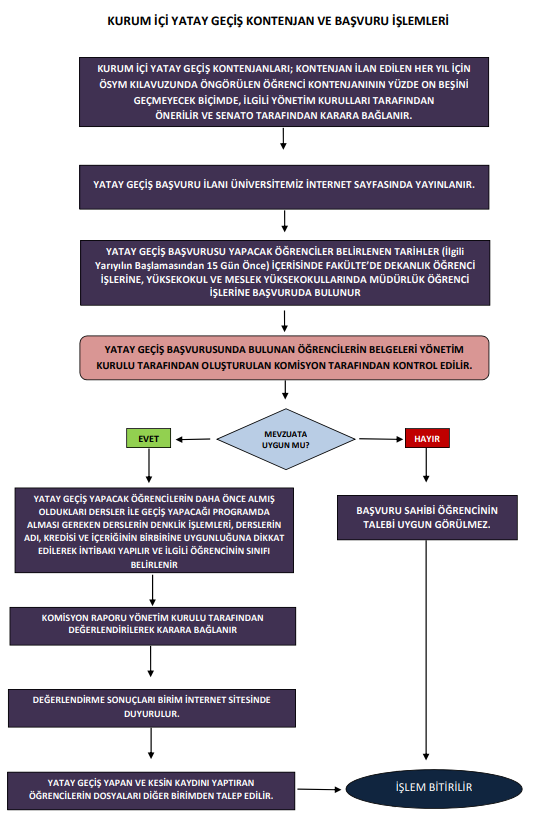 KURUM İÇİ YATAY GEÇİŞ KONTENJAN VE BAŞVURU İŞLEMLERİ
KURUM İÇİ YATAY GEÇİŞ KONTENJANLARI; KONTENJAN İLAN EDİLEN HER YIL İÇİN
ÖSYM KILAVUZUNDA ÖNGÖRÜLEN ÖĞRENCİ KONTENJANININ YÜZDE ON BEŞİNİ
GEÇMEYECEK BİÇİMDE, İLGİLİ YÖNETİM KURULLARI TARAFINDAN
ÖNERİLİR VE SENATO TARAFINDAN KARARA BAĞLANIR.
YATAY GEÇİŞ BAŞVURU İLANI ÜNİVERSİTEMİZ İNTERNET SAYFASINDA YAYINLANIR.
YATAY GEÇİŞ BAŞVURUSU YAPACAK ÖĞRENCİLER BELİRLENEN TARİHLER (İlgili
Yarıyılın Başlamasından 15 Gün Önce) İÇERİSİNDE FAKÜLTE'DE DEKANLIK ÖĞRENCİ
İŞLERİNE, YÜKSEKOKUL VE MESLEK YÜKSEKOKULLARINDA MÜDÜRLÜK ÖĞRENCİ
İŞLERİNE BAŞVURUDA BULUNUR
YATAY GEÇİŞ BAŞVURUSUNDA BULUNAN ÖĞRENCİLERİN BELGELERİ YÖNETİM
KURULU TARAFINDAN OLUŞTURULAN KOMİSYON TARAFINDAN KONTROL EDİLİR.
MEVZUATA
UYGUN MU?
EVET
HAYIR
YATAY GEÇİŞ YAPACAK ÖĞRENCİLERİN DAHA ÖNCE ALMIŞ
OLDUKLARI DERSLER İLE GEÇİŞ YAPACAĞI PROGRAMDA
ALMASI GEREKEN DERSLERİN DENKLİK İŞLEMLERİ, DERSLERİN
ADI, KREDİSİ VE İÇERİĞİNİN BİRBİRİNE UYGUNLUĞUNA DİKKAT
EDİLEREK İNTİBAKI YAPILIR VE İLGİLİ ÖĞRENCİNİN SINIFI
BELİRLENİR
BAŞVURU SAHİBİ ÖĞRENCİNİN
TALEBİ UYGUN GÖRÜLMEZ.
KOMİSYON RAPORU YÖNETİM KURULU TARAFINDAN
DEĞERLENDİRİLEREK KARARA BAĞLANIR
DEĞERLENDİRME SONUÇLARI BİRİM İNTERNET SİTESİNDE
DUYURULUR.
YATAY GEÇİŞ YAPAN VE KESİN KAYDINI YAPTIRAN
ÖĞRENCİLERİN DOSYALARI DİĞER BİRİMDEN TALEP EDİLİR.
İŞLEM BİTİRİLİR